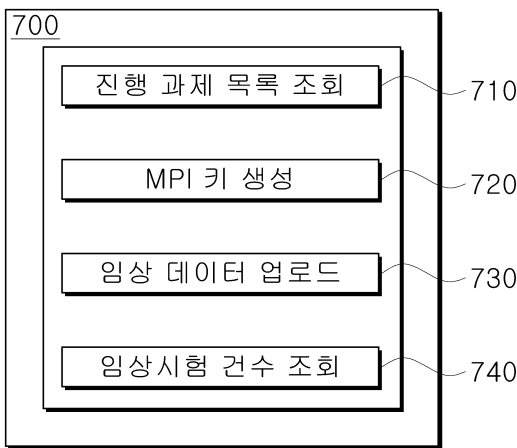 700
진행 과제 목록 조회
710
MPI 키 생성
720
임상 데이터 업로드
730
임상시험 건수 조회
740